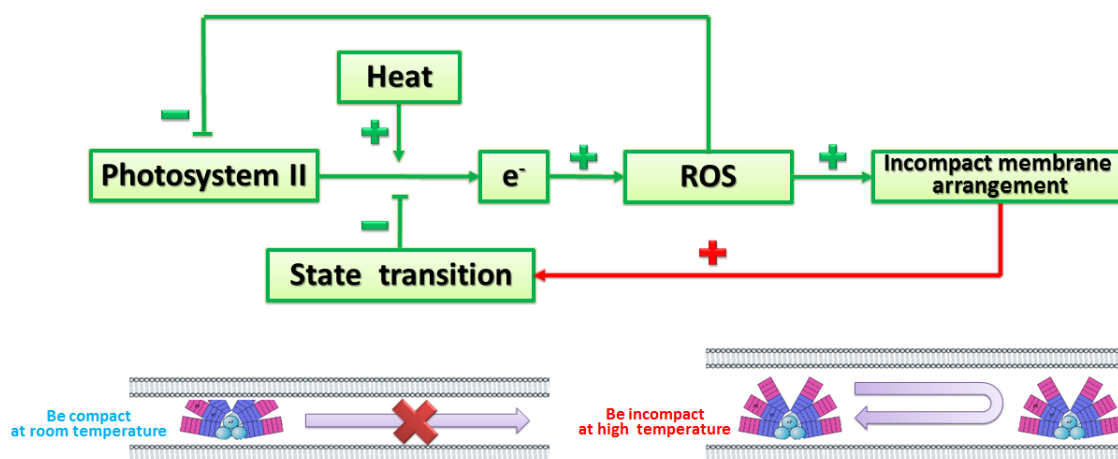 Heat
Photosystem II
e-
ROS
Incompact membrane
arrangement
State transition
Be compact
at room temperature
Be incompact
at high temperature